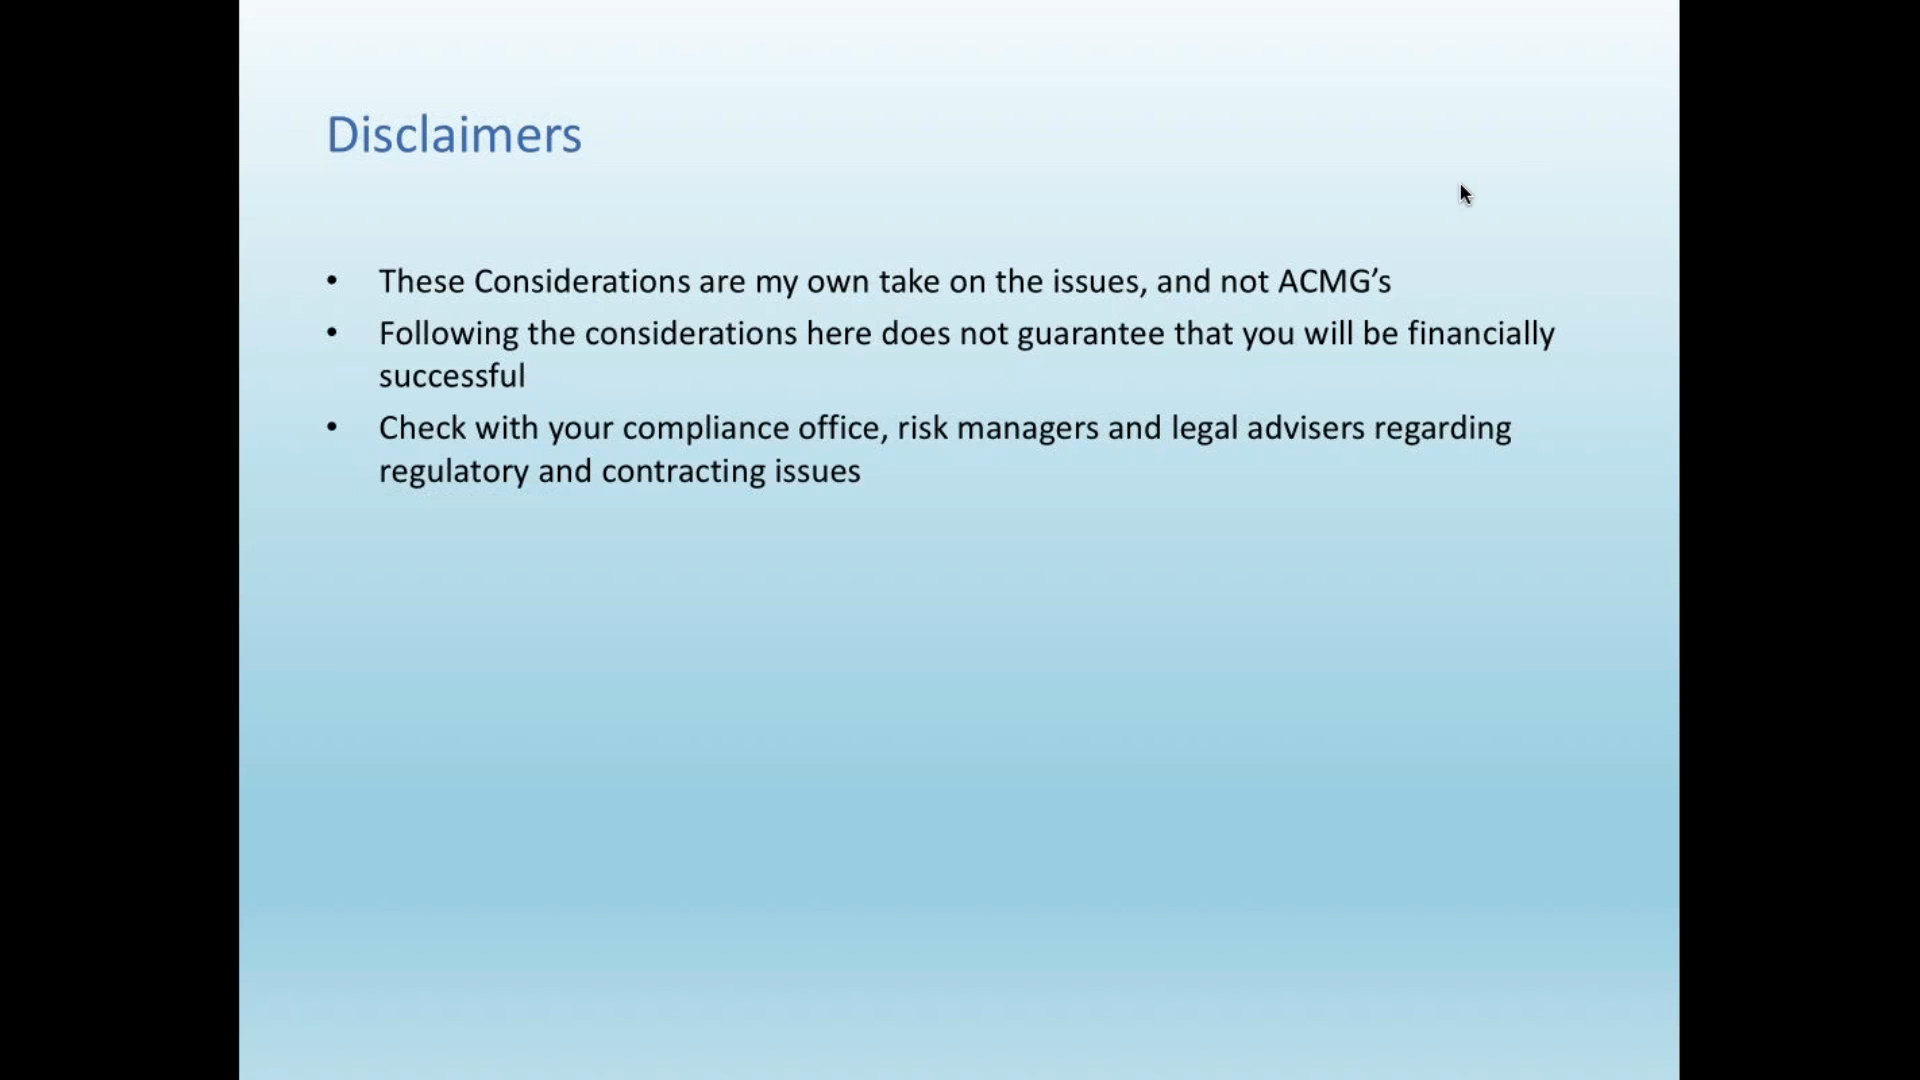 Disclaimers
• These Considerations are my own take on the issues, and not ACMG’s
• Following the considerations here does not guarantee that you will be financially
successful
• Check with your compliance office, risk managers and legal advisers regarding
regulatory and contracting issues